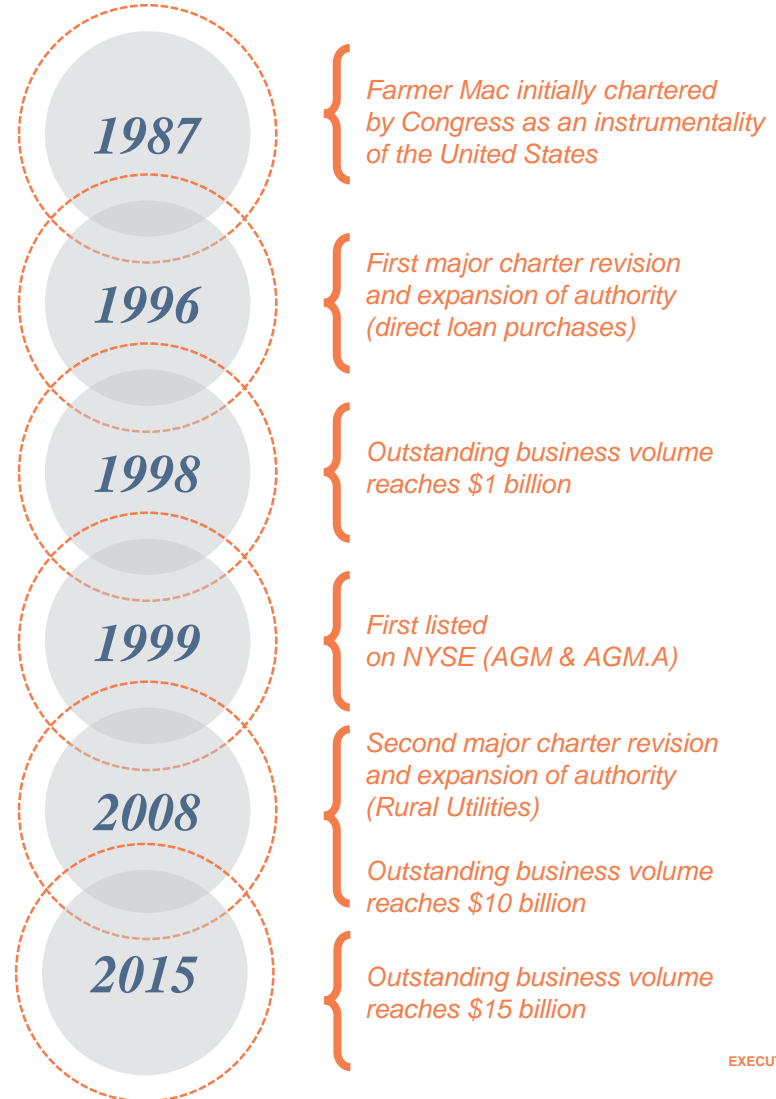 1987
Farmer Mac initially chartered
by Congress as an instrumentality
of the United States
1996
First major charter revision
and expansion of authority
(direct loan purchases)
1998
Outstanding business volume
reaches $1 billion
1999
First listed
on NYSE (AGM & AGM.A)
2008
Second major charter revision
and expansion of authority
(Rural Utilities)
Outstanding business volume
reaches $10 billion
2015
Outstanding business volume
reaches $15 billion
EXECUT